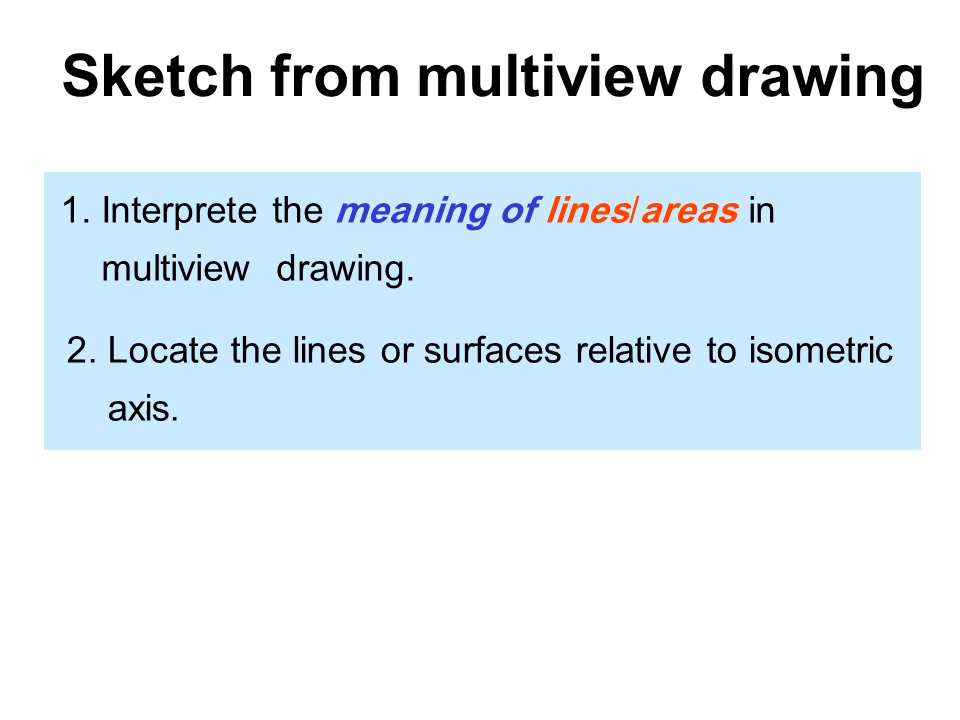 Sketch from multiview drawing
1. Interprete the meaning of lines/areas in
multiview drawing.
2. Locate the lines or surfaces relative to isometric
axis.